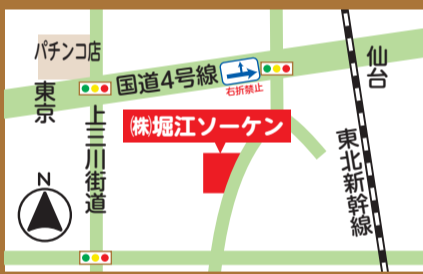 パチンコ店
東京
国道4号線
右折禁止
仙台
上三川街道
㈱堀江ソーケン
東北新幹線
N